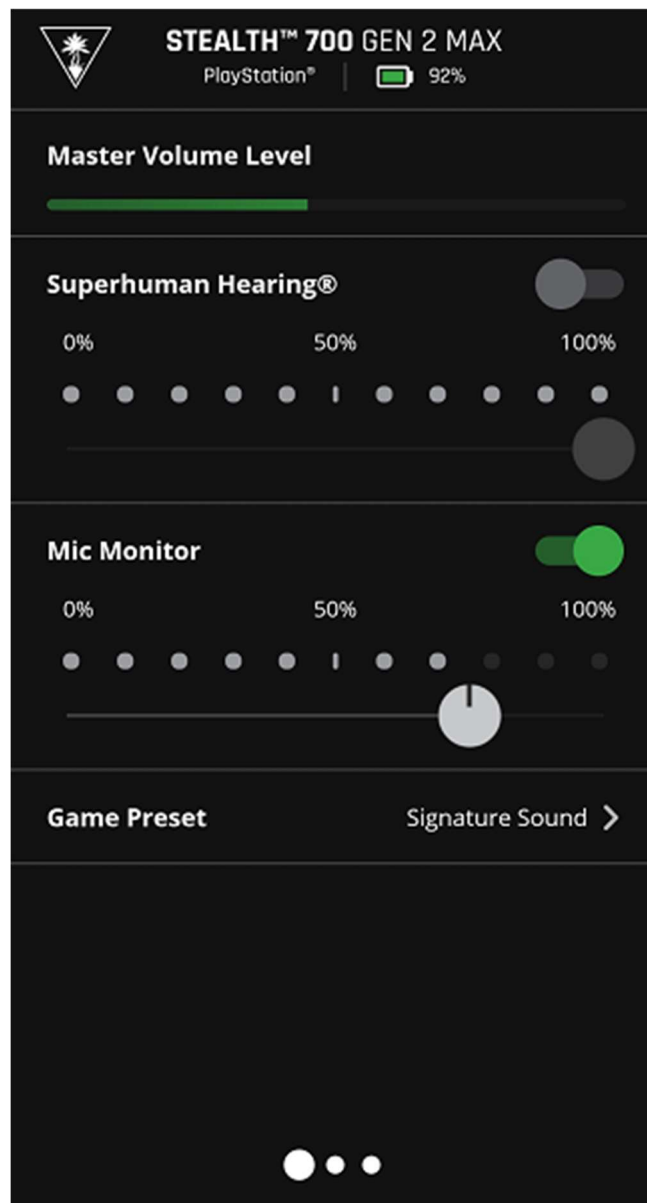 STEALTH™ 700 GEN 2 MAX
PlayStation® 92%
Master Volume Level
Superhuman Hearing®
0% 50% 100%
Mic Monitor
0% 50% 100%
Game Preset Signature Sound